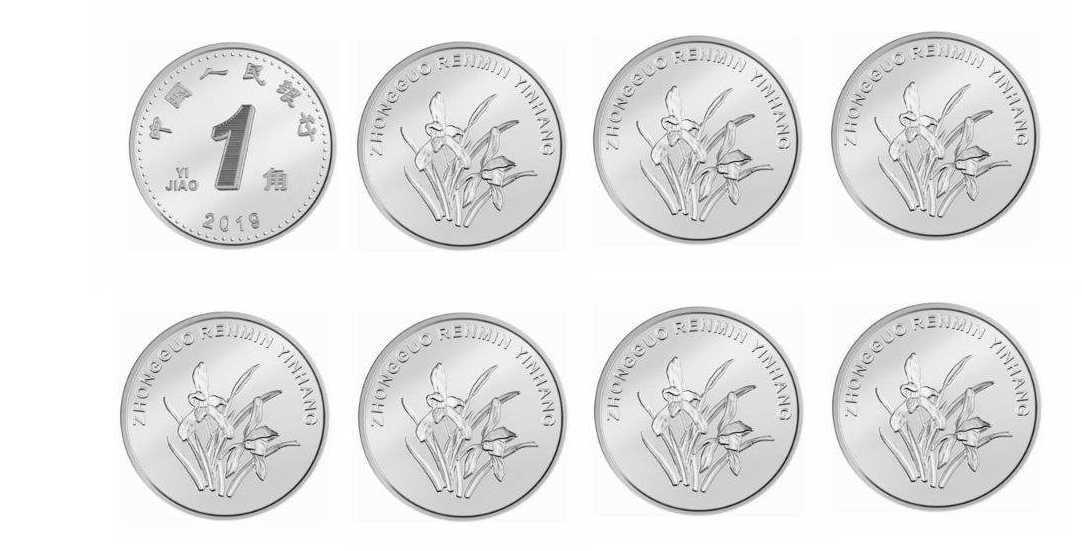 中国人民银行
1
YI
JIAO
角
2019
ZHONGGUO RENMIN YINHANG
ZHONGGUO RENMIN YINHANG
ZHONGGUO RENMIN YINHANG
ZHONGGUO RENMIN YINHANG
ZHONGGUO RENMIN YINHANG
ZHONGGUO RENMIN YINHANG
ZHONGGUO RENMIN YINHANG